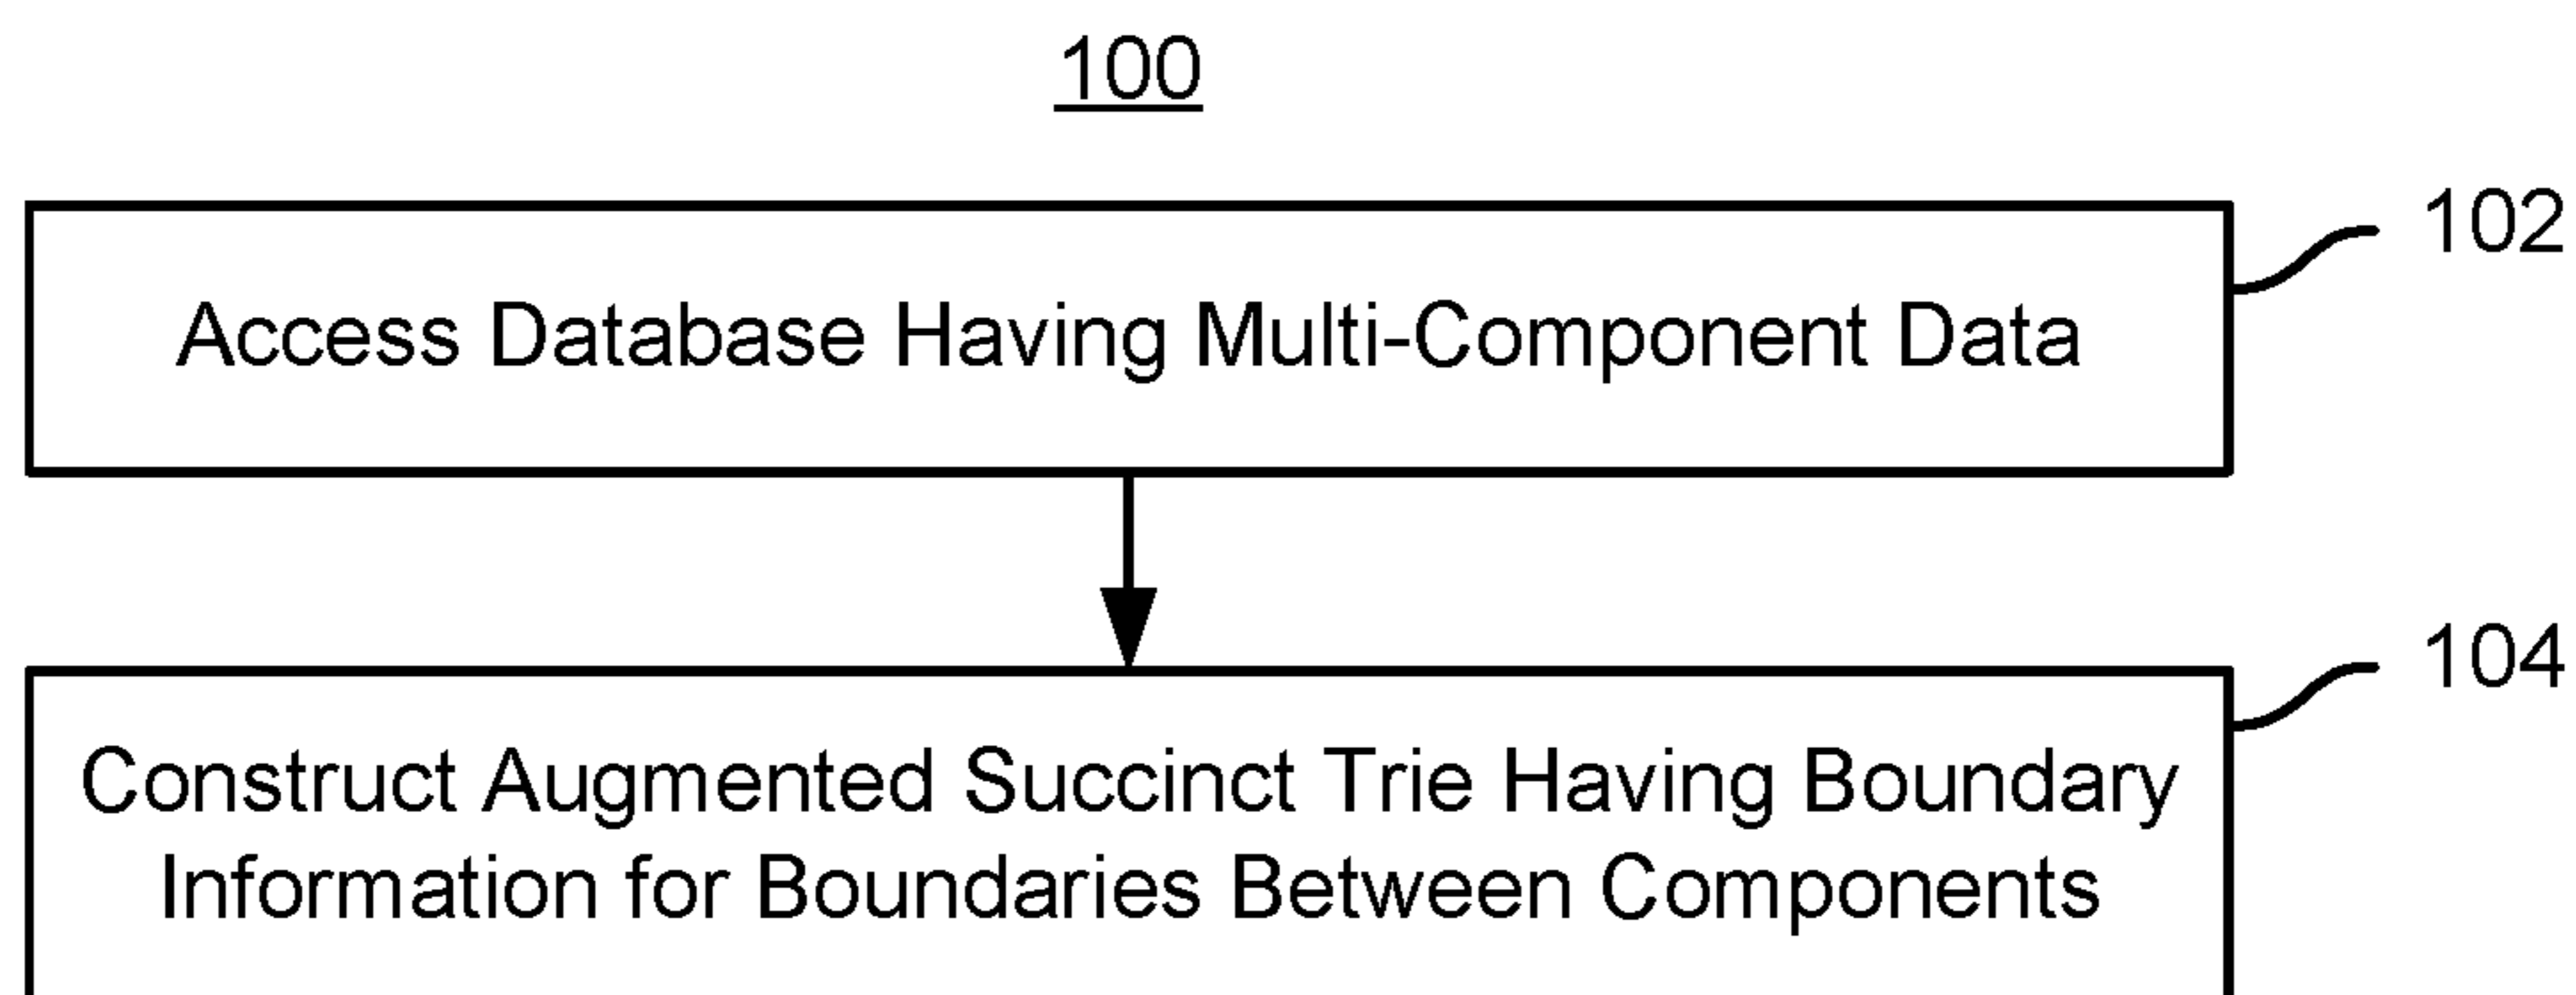 100
102
Access Database Having Multi-Component Data
104
Construct Augmented Succinct Trie Having Boundary
Information for Boundaries Between Components